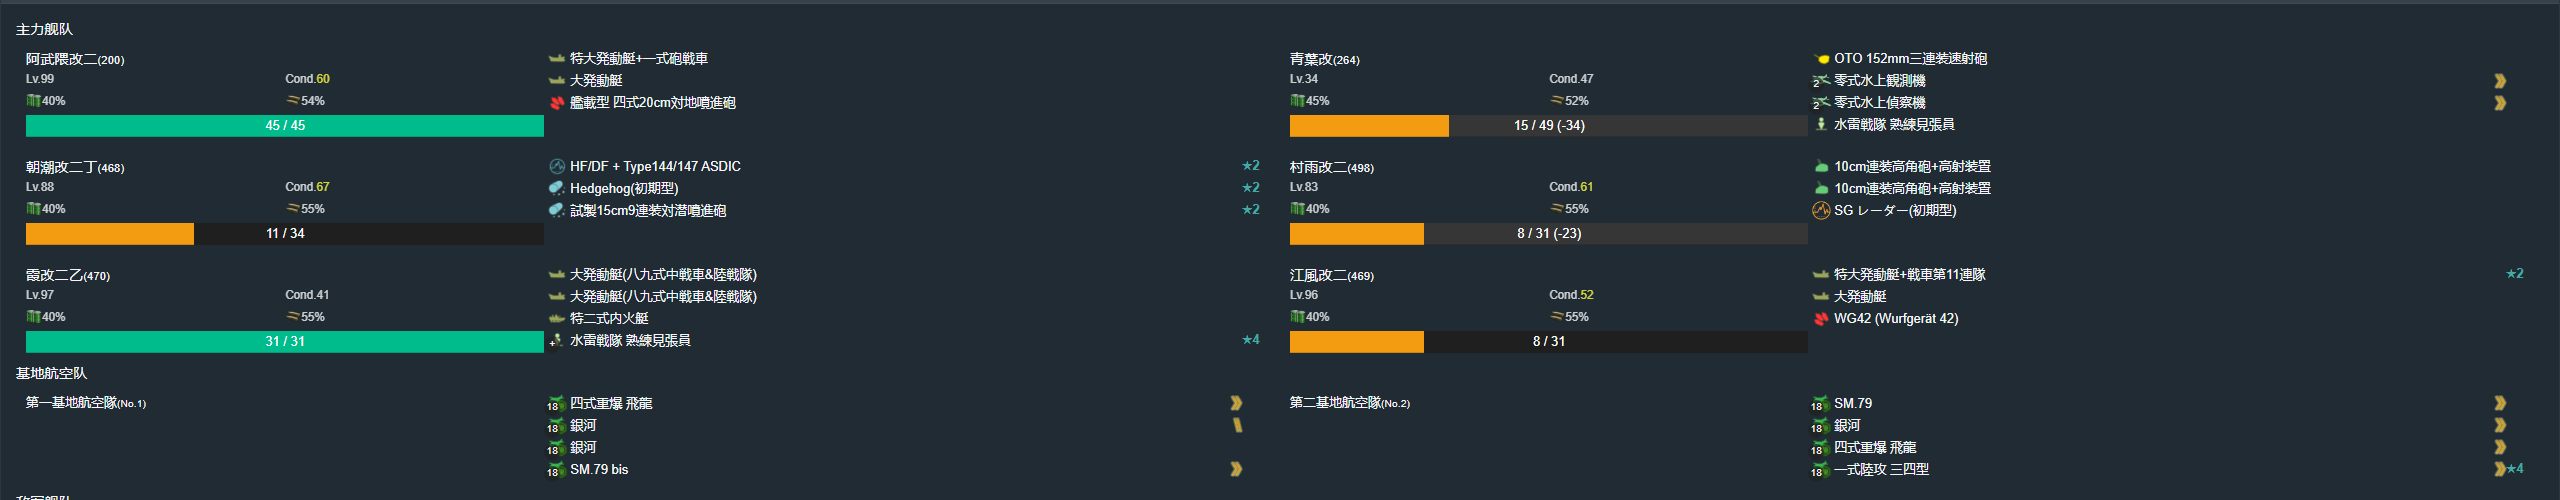 主力舰队
阿武隈改二(200)
Lv.99 Cond.60
40% 54%
45 / 45
特大発動艇+一式砲戦車
大発動艇
艦載型 四式20cm対地噴進砲
青葉改(264)
Lv.34 Cond.47
45% 52%
15 / 49 (-34)
OTO 152mm三連装速射砲
2 零式水上観測機
2 零式水上偵察機
水雷戦隊 熟練見張員
朝潮改二丁(468)
Lv.88 Cond.67
40% 55%
11 / 34
HF/DF + Type144/147 ASDIC ★2
Hedgehog(初期型) ★2
試製15cm9連装対潜噴進砲 ★2
村雨改二(498)
Lv.83 Cond.61
40% 55%
8 / 31 (-23)
10cm連装高角砲+高射装置
10cm連装高角砲+高射装置
SG レーダー(初期型)
霞改二乙(470)
Lv.97 Cond.41
40% 55%
31 / 31
大発動艇(八九式中戦車&陸戦隊)
大発動艇(八九式中戦車&陸戦隊)
特二式内火艇
+ 水雷戦隊 熟練見張員 ★4
江風改二(469)
Lv.96 Cond.52
40% 55%
8 / 31
特大発動艇+戦車第11連隊 ★2
大発動艇
WG42 (Wurfgerät 42)
基地航空队
第一基地航空隊(No.1)
18 四式重爆 飛龍
18 銀河
18 銀河
18 SM.79 bis
第二基地航空隊(No.2)
18 SM.79
18 銀河
18 四式重爆 飛龍
18 一式陸攻 三四型 ★4